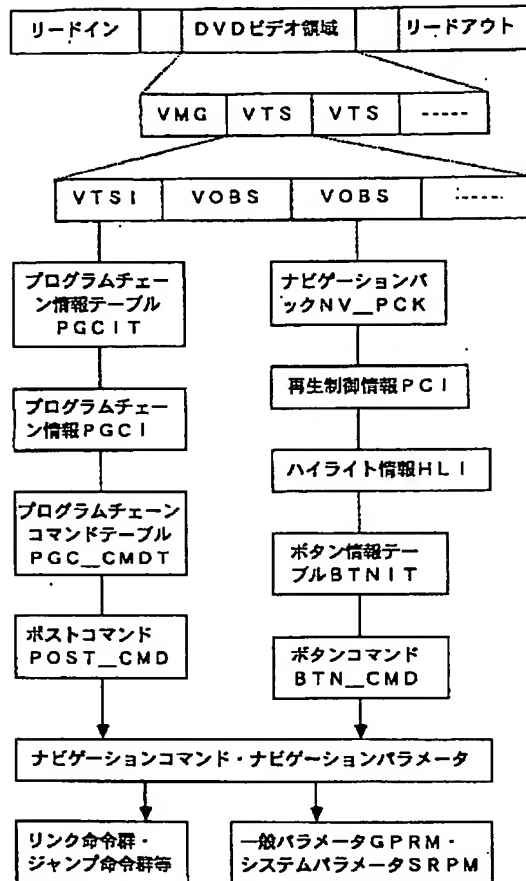 リードイン DVDビデオ領域 リードアウト
VMG VTS VTS -----
VTSI VOBS VOBS -----
プログラムチェー
ン情報テーブル
PGCIT
プログラムチェー
ン情報PGCI
プログラムチェーン
コマンドテーブル
PGC__CMDT
ポストコマンド
POST__CMD
ナビゲーションパ
ックNV__PCK
再生制御情報PCI
ハイライト情報HLI
ボタン情報テー
ブルBTNIT
ボタンコマンド
BTN__CMD
ナビゲーションコマンド・ナビゲーションパラメータ
リンク命令群・
ジャンプ命令群等
一般パラメータGPRM・
システムパラメータSRPM